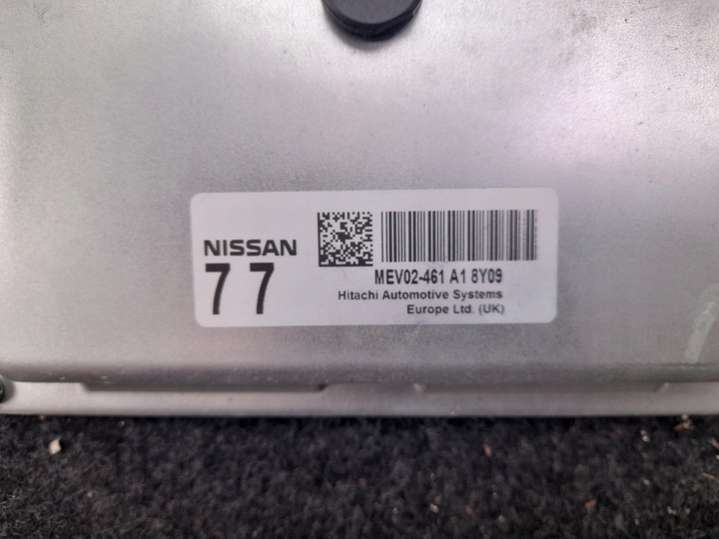 NISSAN
77
MEV02-461 A1 8Y09
Hitachi Automotive Systems
Europe Ltd. (UK)